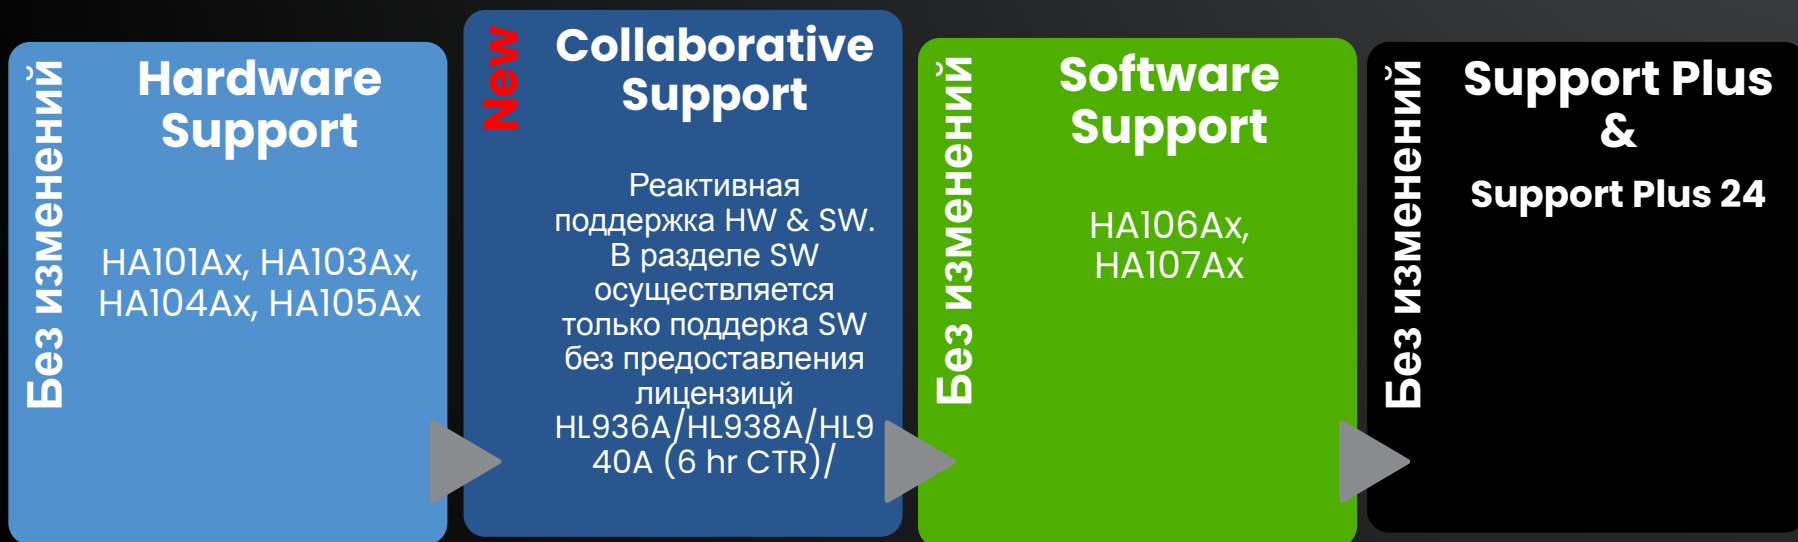 Без изменений
Hardware
Support
HA101Ax, HA103Ax,
HA104Ax, HA105Ax
New
Collaborative
Support
Реактивная
поддержка HW & SW.
В разделе SW
осуществляется
только поддерка SW
без предоставления
лицензицй
HL936A/HL938A/HL9
40A (6 hr CTR)/
Без изменений
Software
Support
HA106Ax,
HA107Ax
Без изменений
Support Plus
&
Support Plus 24